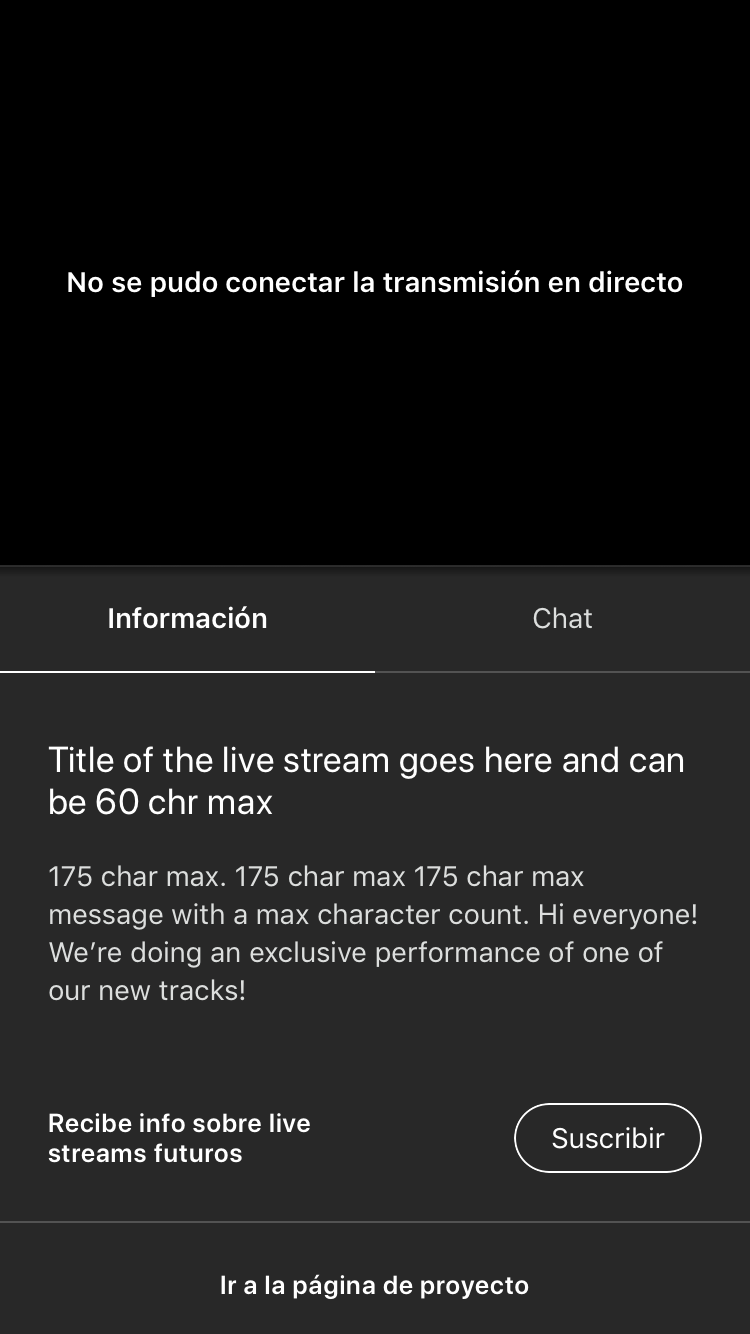 No se pudo conectar la transmisión en directo
Información
Chat
Title of the live stream goes here and can
be 60 chr max
175 char max. 175 char max 175 char max
message with a max character count. Hi everyone!
We’re doing an exclusive performance of one of
our new tracks!
Recibe info sobre live
streams futuros
Suscribir
Ir a la página de proyecto